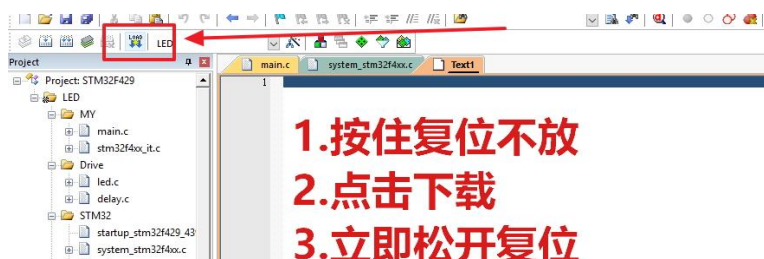 LOAD
LED
Project
main.c
system_stm32f4xx.c
Text1
Project: STM32F429
LED
MY
main.c
stm32f4xx_it.c
Drive
led.c
delay.c
STM32
startup_stm32f429_43
system_stm32f4xx.c
1
1.按住复位不放
2.点击下载
3.立即松开复位